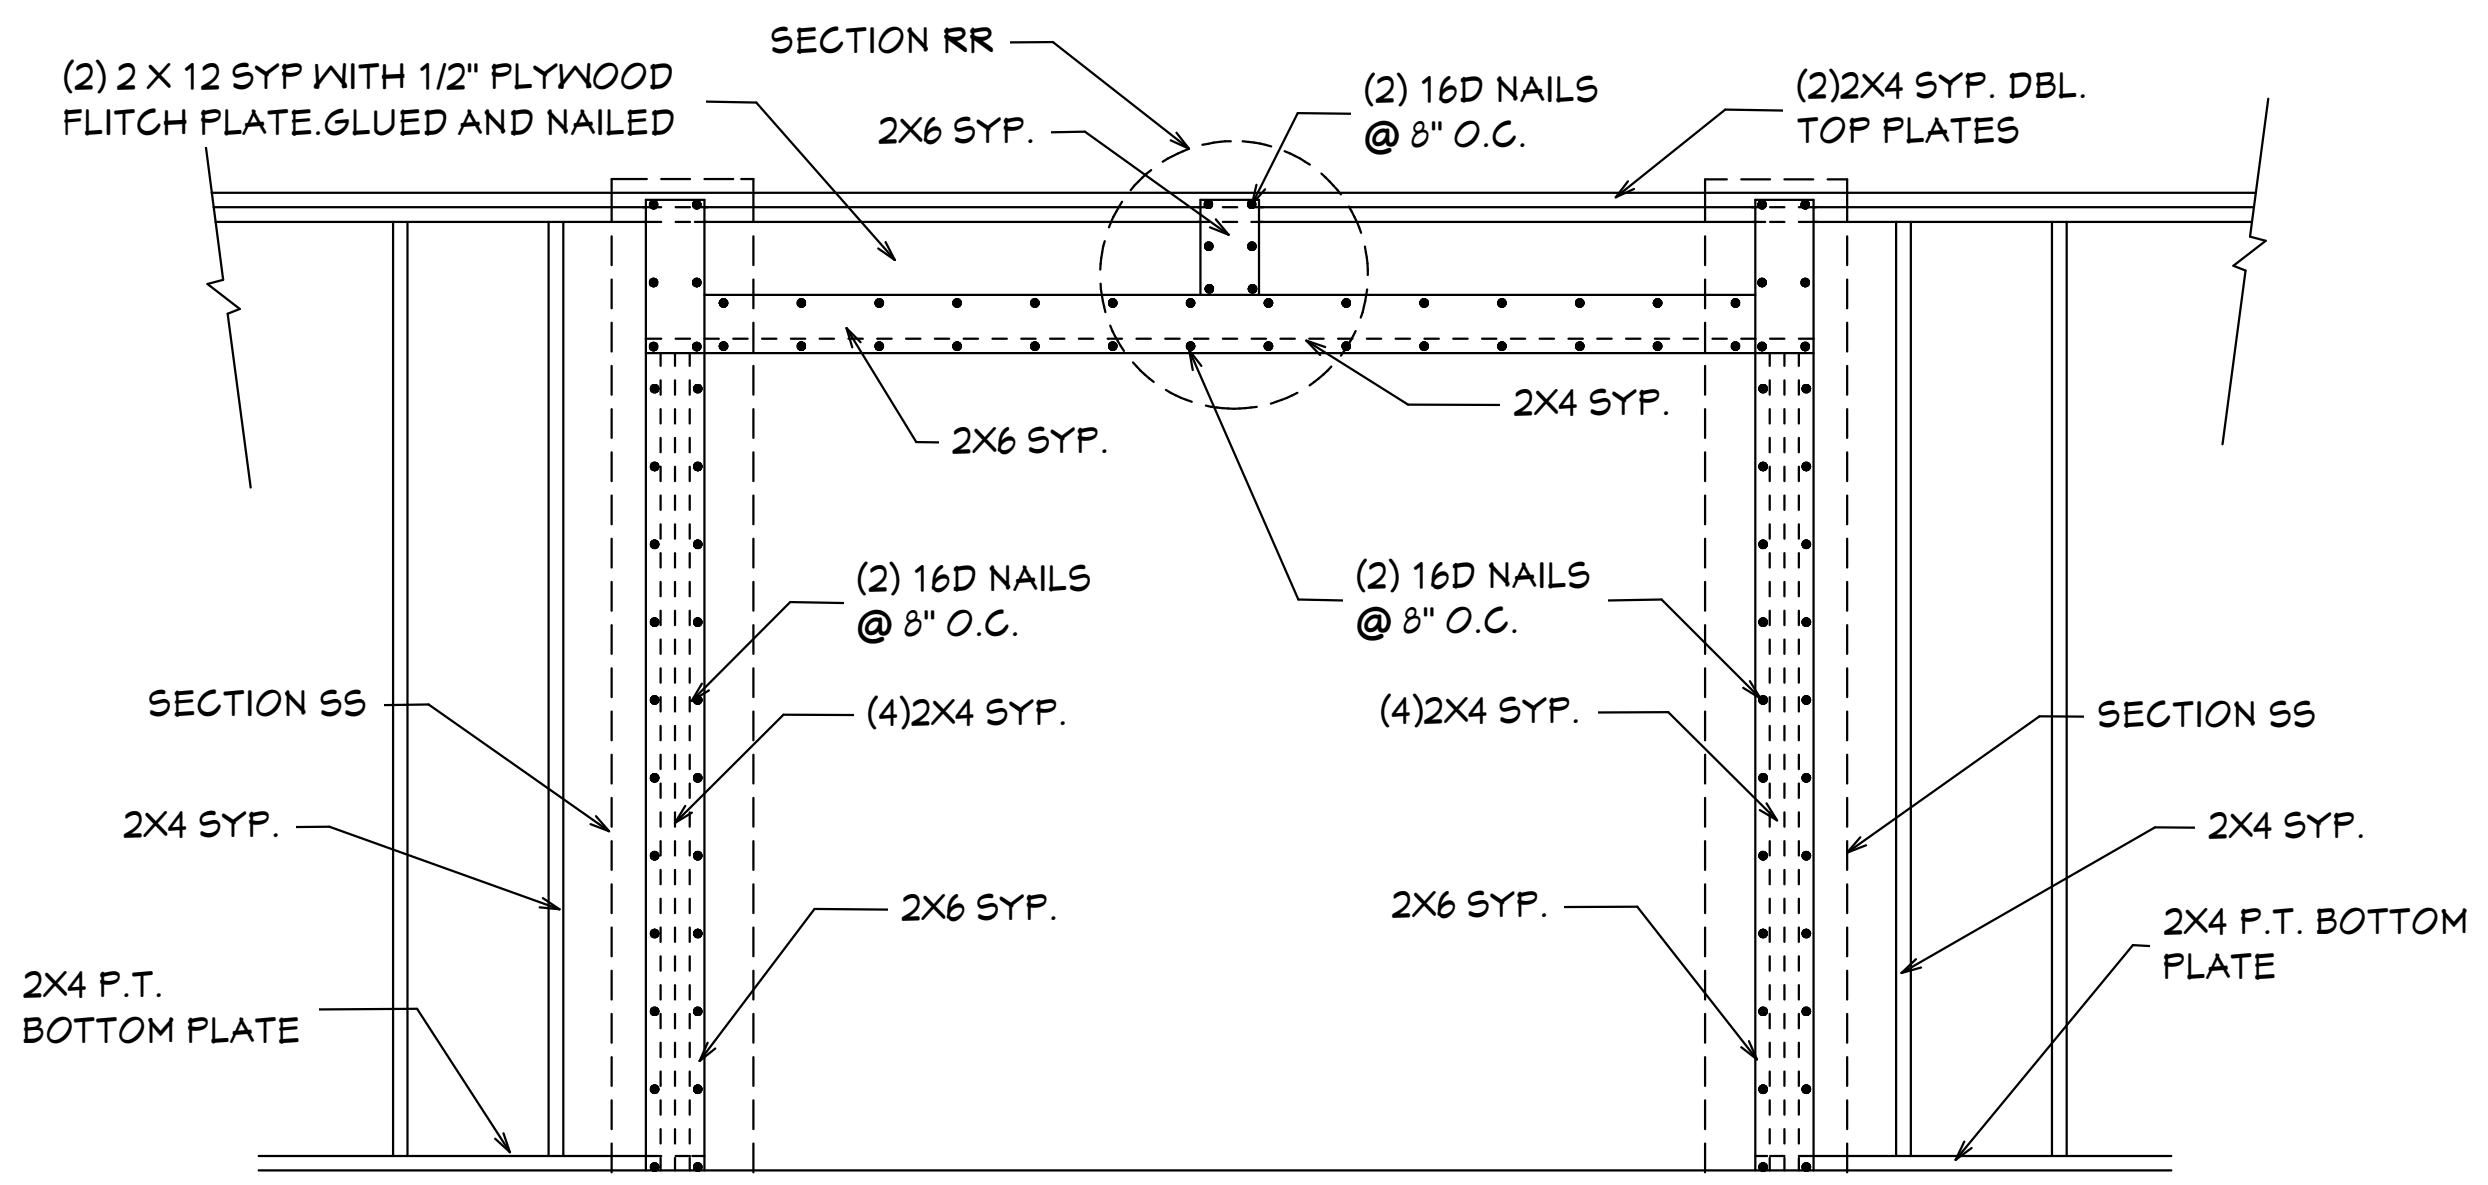 SECTION RR
(2) 2 X 12 SYP WITH 1/2" PLYWOOD
FLITCH PLATE.GLUED AND NAILED
2X6 SYP.
(2) 16D NAILS
@ 8" O.C.
(2)2X4 SYP. DBL.
TOP PLATES
2X4 SYP.
2X6 SYP.
(2) 16D NAILS
@ 8" O.C.
(2) 16D NAILS
@ 8" O.C.
SECTION SS
(4)2X4 SYP.
(4)2X4 SYP.
SECTION SS
2X4 SYP.
2X4 SYP.
2X6 SYP.
2X6 SYP.
2X4 P.T. BOTTOM
PLATE
2X4 P.T.
BOTTOM PLATE